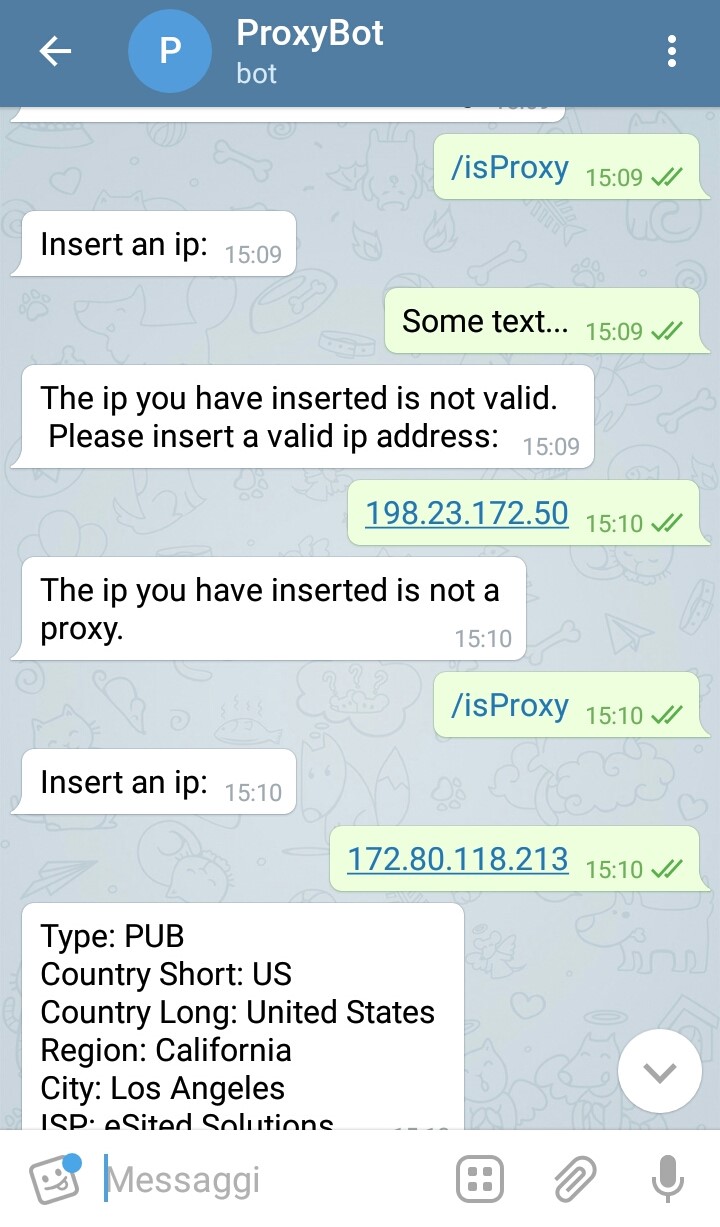 P
ProxyBot
bot
/isProxy 15:09
Insert an ip: 15:09
Some text... 15:09
The ip you have inserted is not valid.
Please insert a valid ip address: 15:09
198.23.172.50 15:10
The ip you have inserted is not a
proxy. 15:10
/isProxy 15:10
Insert an ip: 15:10
172.80.118.213 15:10
Type: PUB
Country Short: US
Country Long: United States
Region: California
City: Los Angeles
ISP: eSited Solutions
Messaggi